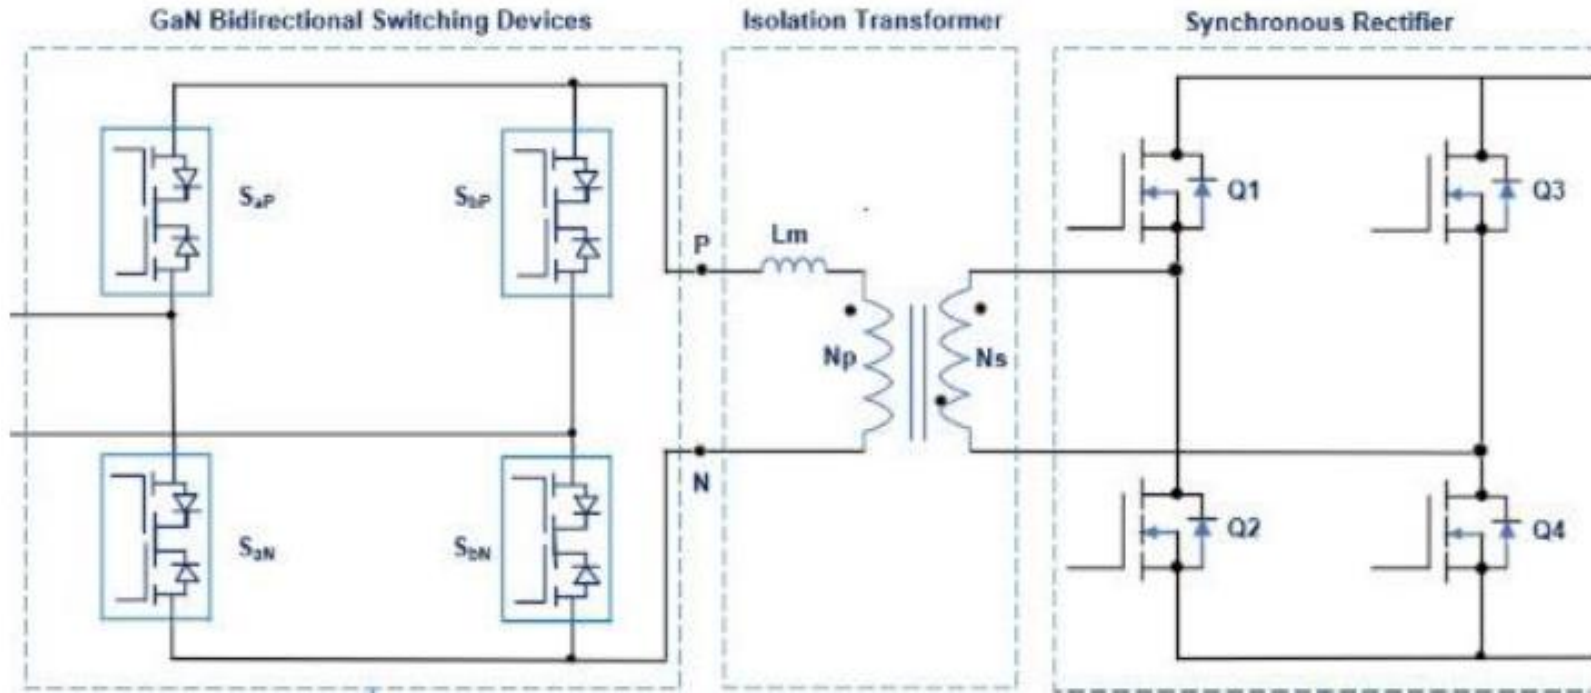 GaN Bidirectional Switching Devices
Isolation Transformer
Synchronous Rectifier
SaP
SbP
Q1
Q3
P
Lm
Np
Ns
N
SaN
SbN
Q2
Q4